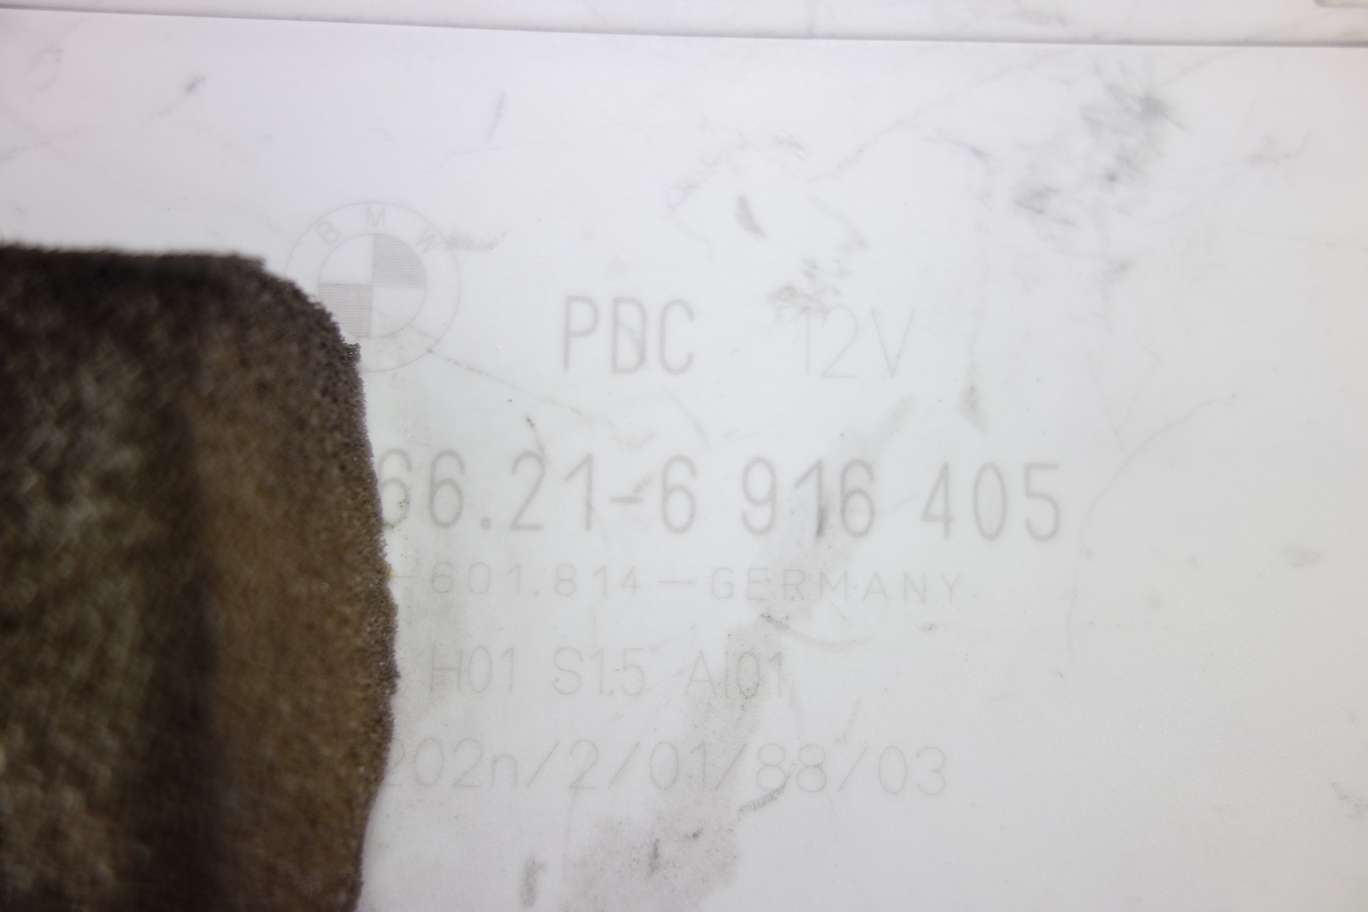 BMW
PDC 12V
66.21-6 916 405
-601.814-GERMANY
H01 S1.5 AI01
202n/2/01/88/03